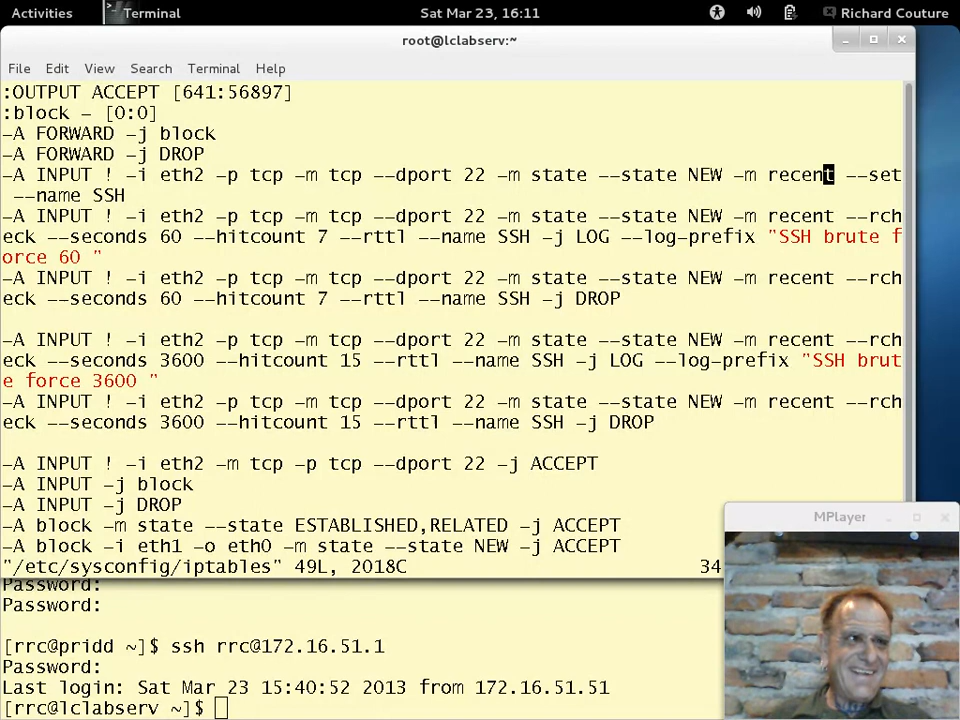 Activities Terminal Sat Mar 23, 16:11 Richard Couture
root@lclabserv:~
File Edit View Search Terminal Help
:OUTPUT ACCEPT [641:56897]
:block - [0:0]
-A FORWARD -j block
-A FORWARD -j DROP
-A INPUT ! -i eth2 -p tcp -m tcp --dport 22 -m state --state NEW -m recent --set
 --name SSH
-A INPUT ! -i eth2 -p tcp -m tcp --dport 22 -m state --state NEW -m recent --rch
eck --seconds 60 --hitcount 7 --rttl --name SSH -j LOG --log-prefix "SSH brute f
orce 60 "
-A INPUT ! -i eth2 -p tcp -m tcp --dport 22 -m state --state NEW -m recent --rch
eck --seconds 60 --hitcount 7 --rttl --name SSH -j DROP
-A INPUT ! -i eth2 -p tcp -m tcp --dport 22 -m state --state NEW -m recent --rch
eck --seconds 3600 --hitcount 15 --rttl --name SSH -j LOG --log-prefix "SSH brut
e force 3600 "
-A INPUT ! -i eth2 -p tcp -m tcp --dport 22 -m state --state NEW -m recent --rch
eck --seconds 3600 --hitcount 15 --rttl --name SSH -j DROP
-A INPUT ! -i eth2 -m tcp -p tcp --dport 22 -j ACCEPT
-A INPUT -j block
-A INPUT -j DROP
-A block -m state --state ESTABLISHED,RELATED -j ACCEPT
-A block -i eth1 -o eth0 -m state --state NEW -j ACCEPT
"/etc/sysconfig/iptables" 49L, 2018C 34
MPlayer
Password:
Password:
[rrc@pridd ~]$ ssh rrc@172.16.51.1
Password:
Last login: Sat Mar 23 15:40:52 2013 from 172.16.51.51
[rrc@lclabserv ~]$